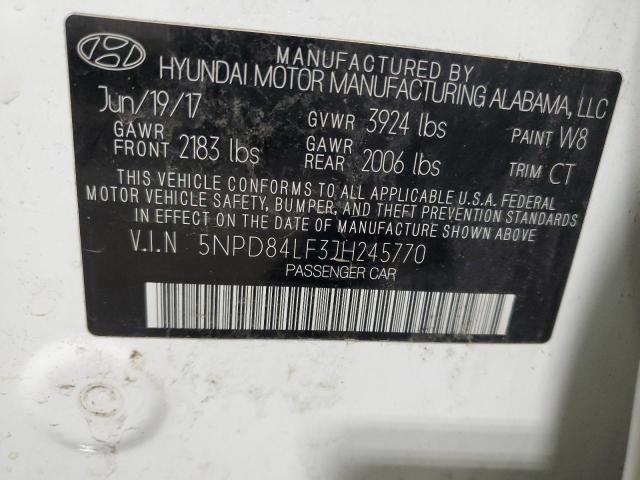 MANUFACTURED BY
HYUNDAI MOTOR MANUFACTURING ALABAMA, LLC
Jun/19/17 GVWR 3924 lbs PAINT W8
GAWR FRONT 2183 lbs GAWR REAR 2006 lbs TRIM CT
THIS VEHICLE CONFORMS TO ALL APPLICABLE U.S.A. FEDERAL
MOTOR VEHICLE SAFETY, BUMPER, AND THEFT PREVENTION STANDARDS
IN EFFECT ON THE DATE OF MANUFACTURE SHOWN ABOVE.
V.I.N 5NPD84LF3JH245770
PASSENGER CAR